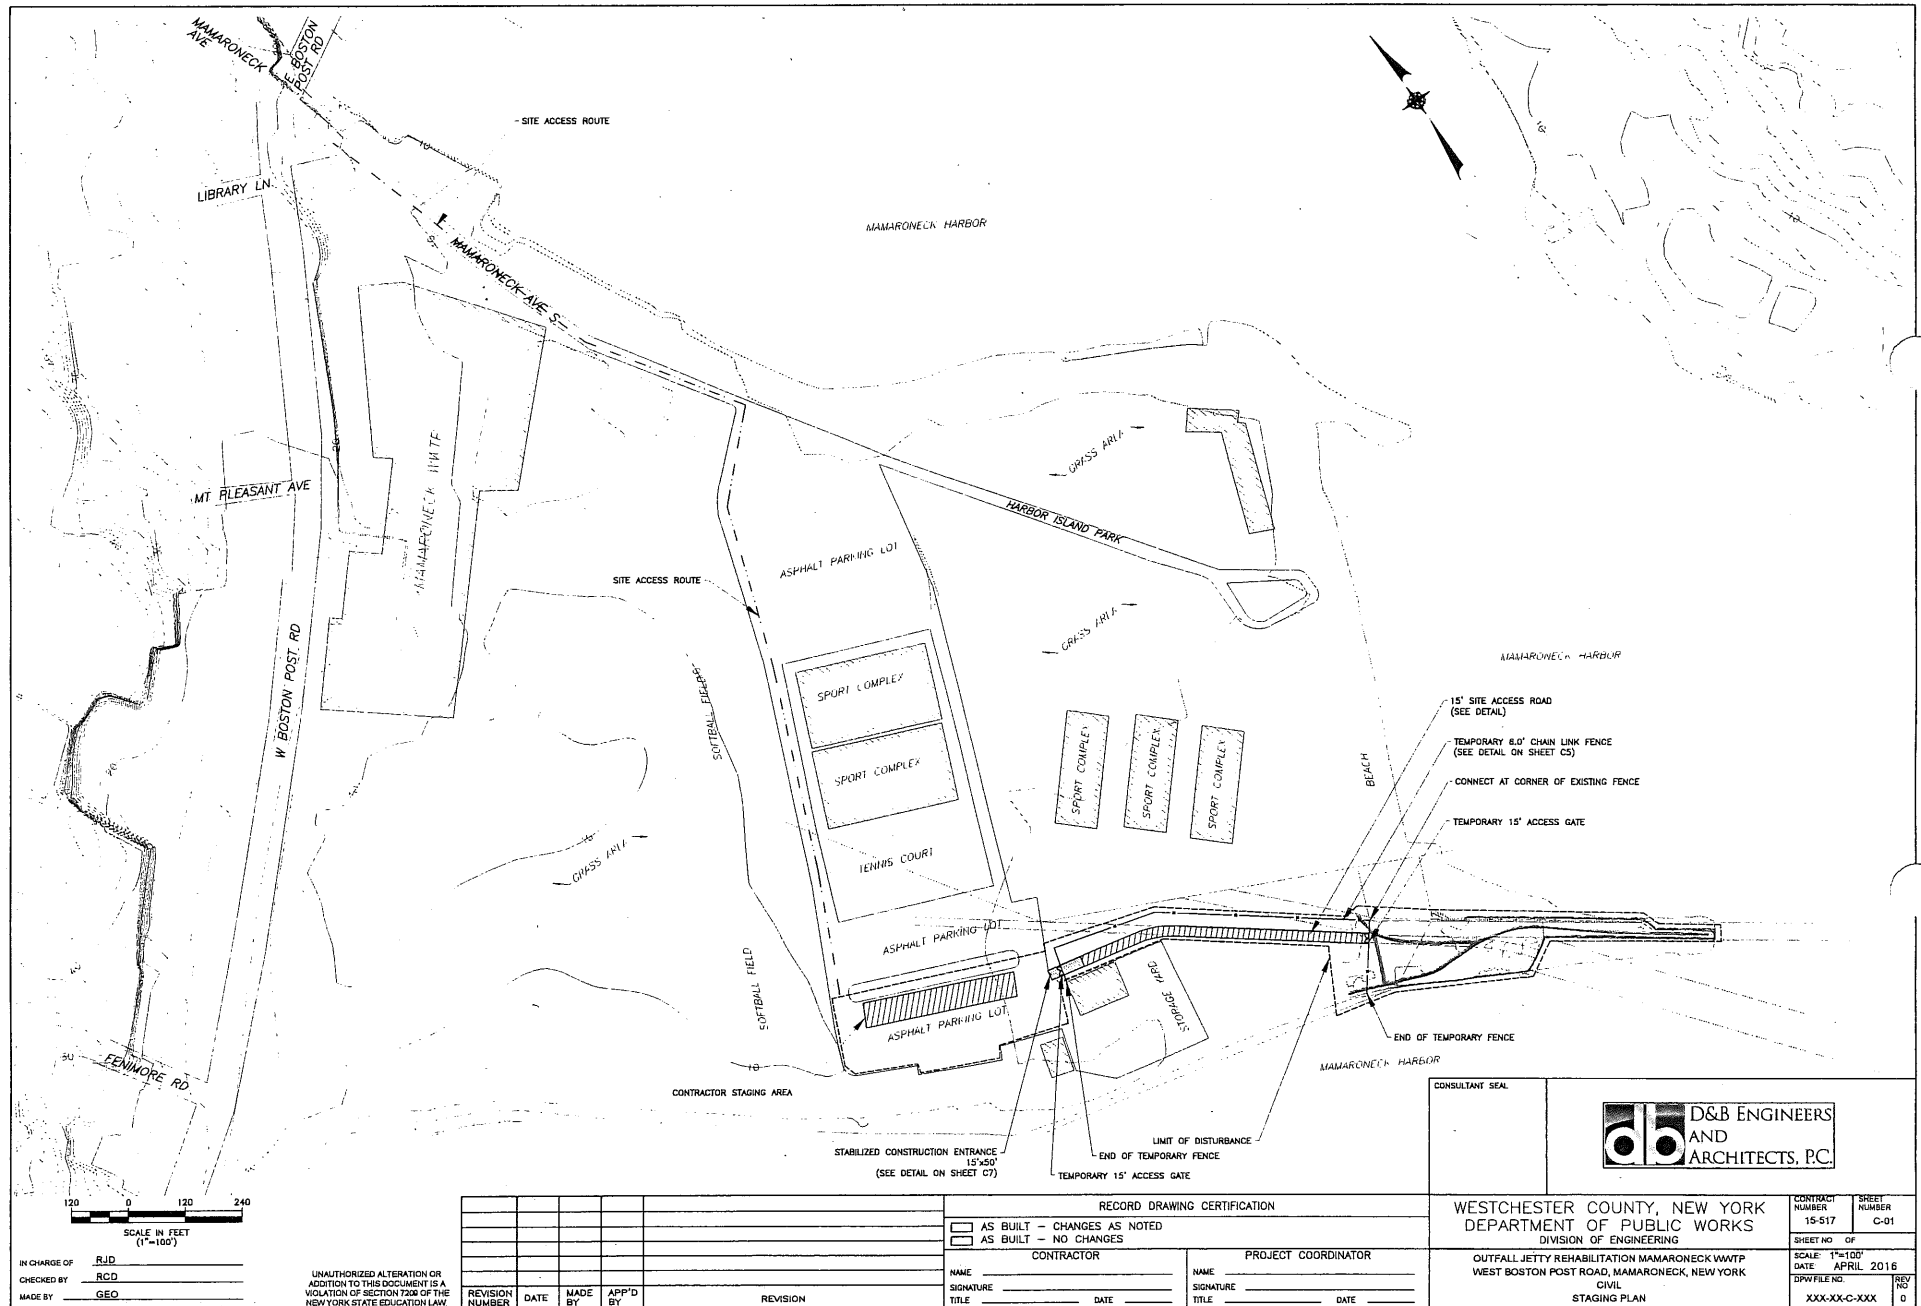 MAMARONECK
AVE
E BOSTON
POST RD
SITE ACCESS ROUTE
10
16
LIBRARY LN
MAMARONECK HARBOR
10
MAMARONECK AVE S
20
MT PLEASANT AVE
MAMARONECK WWTF
GRASS AREA
HARBOR ISLAND PARK
ASPHALT PARKING LOT
SITE ACCESS ROUTE
GRASS AREA
W BOSTON POST RD
SOFTBALL FIELD
SPORT COMPLEX
SPORT COMPLEX
TENNIS COURT
SPORT COMPLEX
SPORT COMPLEX
SPORT COMPLEX
BEACH
MAMARONECK HARBOR
15' SITE ACCESS ROAD
(SEE DETAIL)
TEMPORARY 6.0' CHAIN LINK FENCE
(SEE DETAIL ON SHEET C5)
CONNECT AT CORNER OF EXISTING FENCE
TEMPORARY 15' ACCESS GATE
GRASS AREA
ASPHALT PARKING LOT
SOFTBALL FIELD
ASPHALT PARKING LOT
STORAGE YARD
END OF TEMPORARY FENCE
MAMARONECK HARBOR
FENIMORE RD
10
CONTRACTOR STAGING AREA
LIMIT OF DISTURBANCE
STABILIZED CONSTRUCTION ENTRANCE
15'x50'
(SEE DETAIL ON SHEET C7)
END OF TEMPORARY FENCE
TEMPORARY 15' ACCESS GATE
CONSULTANT SEAL
db
D&B ENGINEERS
AND
ARCHITECTS, P.C.
120 0 120 240
SCALE IN FEET
(1"=100')
IN CHARGE OF RJD
CHECKED BY RCD
MADE BY GEO
UNAUTHORIZED ALTERATION OR
ADDITION TO THIS DOCUMENT IS A
VIOLATION OF SECTION 7209 OF THE
NEW YORK STATE EDUCATION LAW
REVISION
NUMBER
DATE
MADE
BY
APP'D
BY
REVISION
RECORD DRAWING CERTIFICATION
AS BUILT - CHANGES AS NOTED
AS BUILT - NO CHANGES
CONTRACTOR
NAME
SIGNATURE
TITLE DATE
PROJECT COORDINATOR
NAME
SIGNATURE
TITLE DATE
WESTCHESTER COUNTY, NEW YORK
DEPARTMENT OF PUBLIC WORKS
DIVISION OF ENGINEERING
OUTFALL JETTY REHABILITATION MAMARONECK WWTP
WEST BOSTON POST ROAD, MAMARONECK, NEW YORK
CIVIL
STAGING PLAN
CONTRACT
NUMBER
15-517
SHEET
NUMBER
C-01
SHEET NO OF
SCALE: 1"=100'
DATE: APRIL 2016
DPW FILE NO.
XXX-XX-C-XXX
REV
NO
0